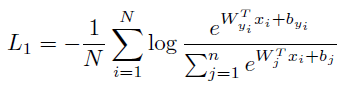 $L_1 = -\frac{1}{N} \sum_{i=1}^{N} \log \frac{e^{W_{y_i}^T x_i + b_{y_i}}}{\sum_{j=1}^{n} e^{W_j^T x_i + b_j}}$